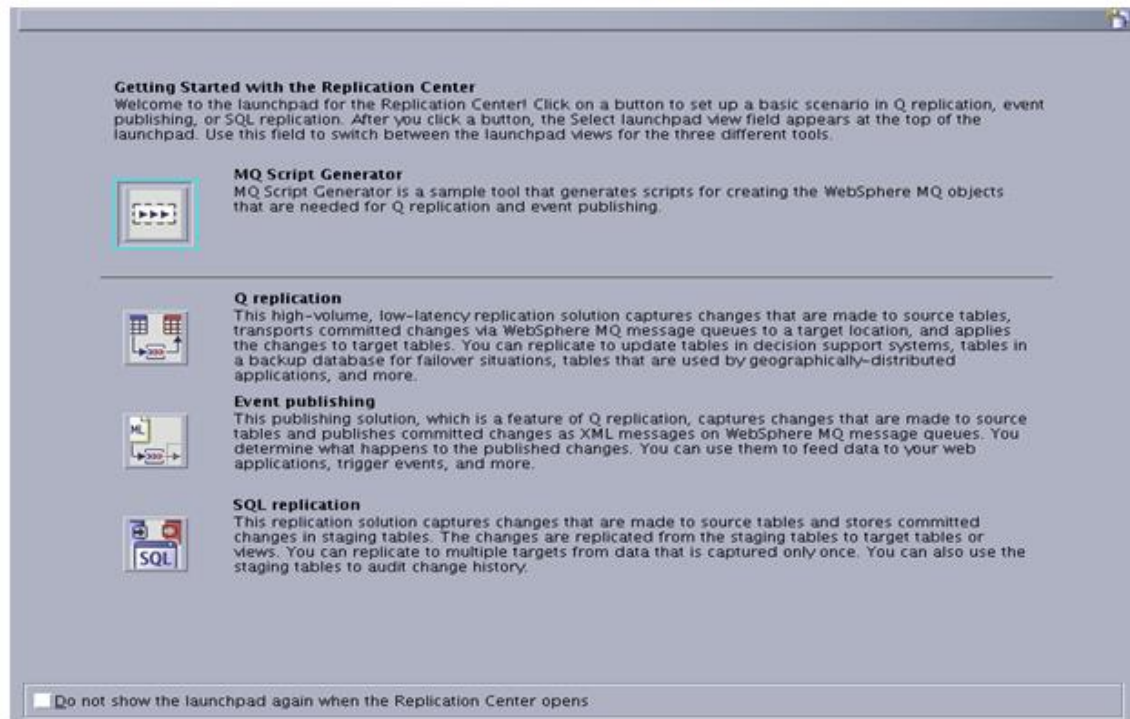 Getting Started with the Replication Center
Welcome to the launchpad for the Replication Center! Click on a button to set up a basic scenario in Q replication, event
publishing, or SQL replication. After you click a button, the Select launchpad view field appears at the top of the
launchpad. Use this field to switch between the launchpad views for the three different tools.
MQ Script Generator
MQ Script Generator is a sample tool that generates scripts for creating the WebSphere MQ objects
that are needed for Q replication and event publishing.
Q replication
This high-volume, low-latency replication solution captures changes that are made to source tables,
transports committed changes via WebSphere MQ message queues to a target location, and applies
the changes to target tables. You can replicate to update tables in decision support systems, tables in
a backup database for failover situations, tables that are used by geographically-distributed
applications, and more.
Event publishing
This publishing solution, which is a feature of Q replication, captures changes that are made to source
tables and publishes committed changes as XML messages on WebSphere MQ message queues. You
determine what happens to the published changes. You can use them to feed data to your web
applications, trigger events, and more.
ML
SQL replication
This replication solution captures changes that are made to source tables and stores committed
changes in staging tables. The changes are replicated from the staging tables to target tables or
views. You can replicate to multiple targets from data that is captured only once. You can also use the
staging tables to audit change history.
SQL
Do not show the launchpad again when the Replication Center opens